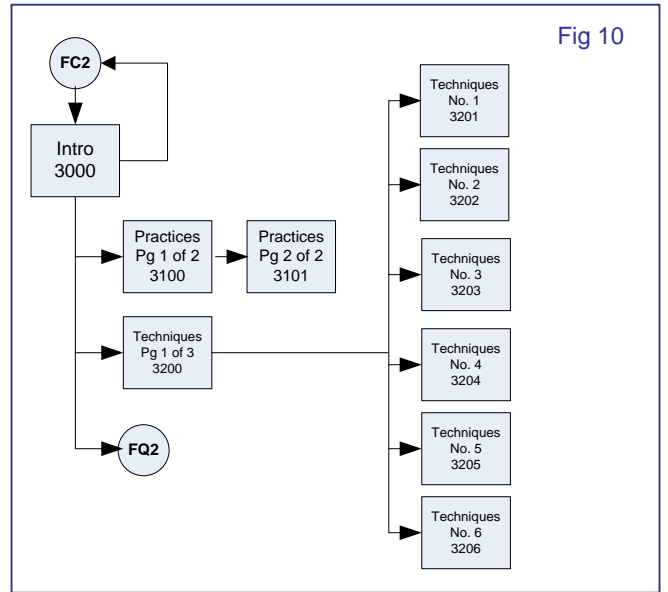 Fig 10
FC2
Intro
3000
Practices
Pg 1 of 2
3100
Practices
Pg 2 of 2
3101
Techniques
Pg 1 of 3
3200
FQ2
Techniques
No. 1
3201
Techniques
No. 2
3202
Techniques
No. 3
3203
Techniques
No. 4
3204
Techniques
No. 5
3205
Techniques
No. 6
3206